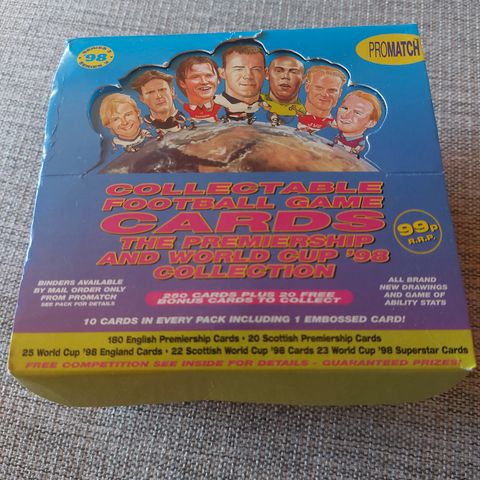 SERIES 3
'98
PROMATCH
COLLECTABLE
FOOTBALL GAME
CARDS
THE PREMIERSHIP
AND WORLD CUP '98
COLLECTION
99p
R.R.P.
BINDERS AVAILABLE
BY MAIL ORDER ONLY
FROM PROMATCH
SEE PACK FOR DETAILS
250 CARDS PLUS 20 FREE
BONUS CARDS TO COLLECT
ALL BRAND
NEW DRAWINGS
AND GAME OF
ABILITY STATS
10 CARDS IN EVERY PACK INCLUDING 1 EMBOSSED CARD!
180 English Premiership Cards • 20 Scottish Premiership Cards
25 World Cup '98 England Cards • 22 Scottish World Cup '98 Cards 23 World Cup '98 Superstar Cards
FREE COMPETITION SEE INSIDE FOR DETAILS - GUARANTEED PRIZES!